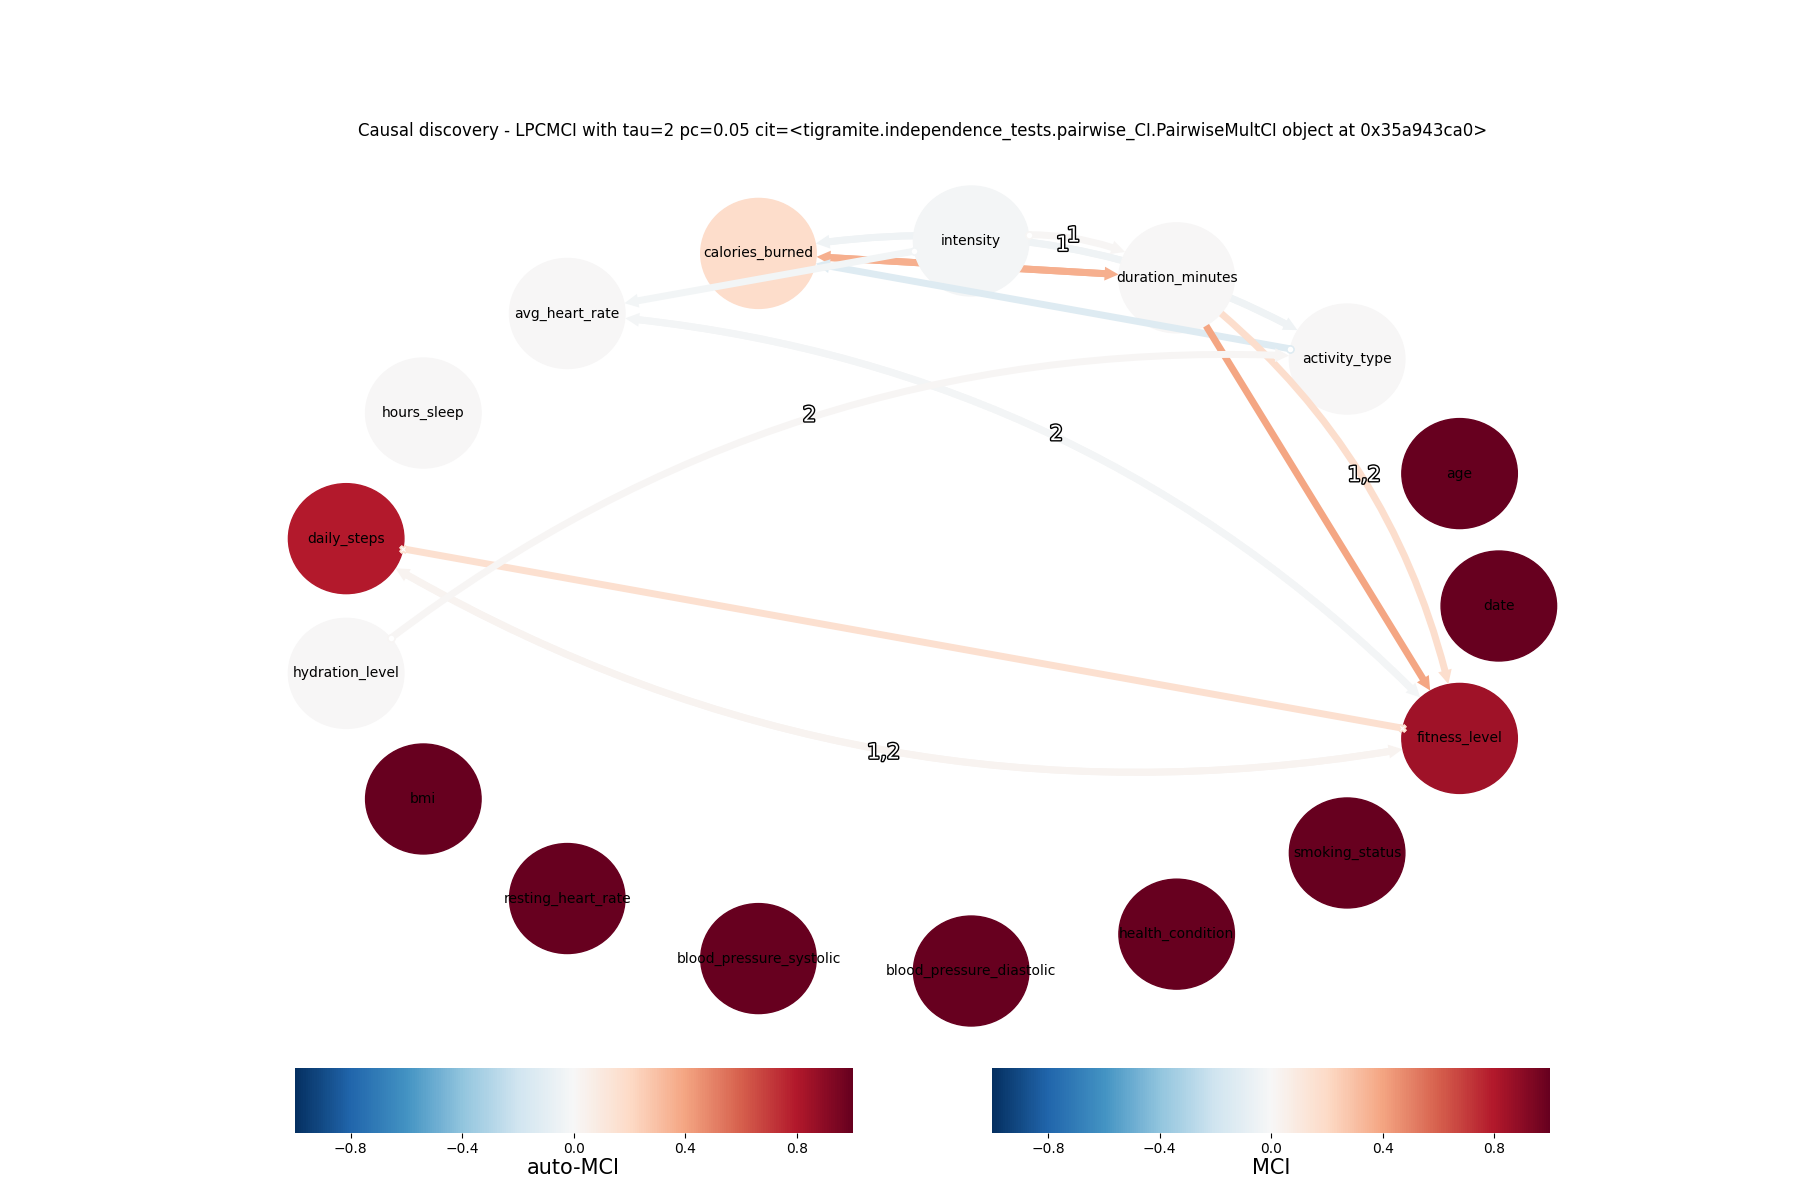 Causal discovery - LPCMCI with tau=2 pc=0.05 cit=<tigramite.independence_tests.pairwise_CI.PairwiseMultCI object at 0x35a943ca0>
intensity
1
1
calories_burned
duration_minutes
avg_heart_rate
activity_type
hours_sleep
2
2
age
1,2
daily_steps
date
hydration_level
fitness_level
1,2
bmi
smoking_status
resting_heart_rate
health_condition
blood_pressure_systolic
blood_pressure_diastolic
−0.8 −0.4 0.0 0.4 0.8
auto-MCI
−0.8 −0.4 0.0 0.4 0.8
MCI